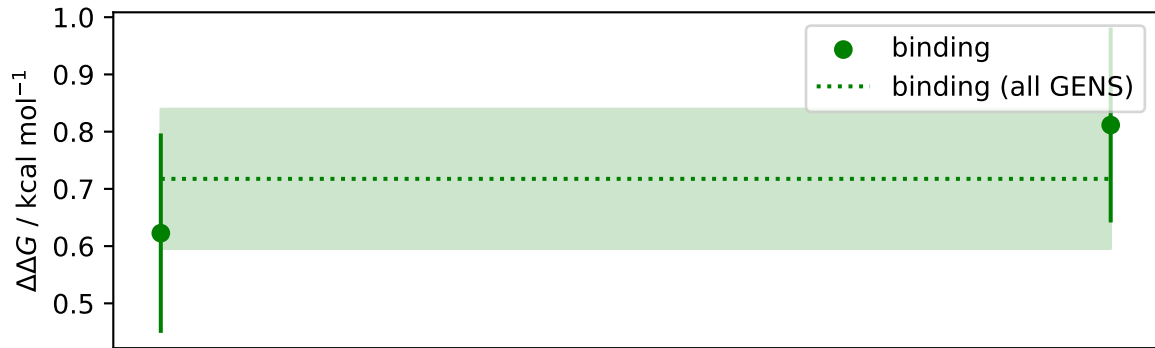 1.0
0.9
0.8
0.7
0.6
0.5
ΔΔG / kcal mol⁻¹
binding
binding (all GENS)